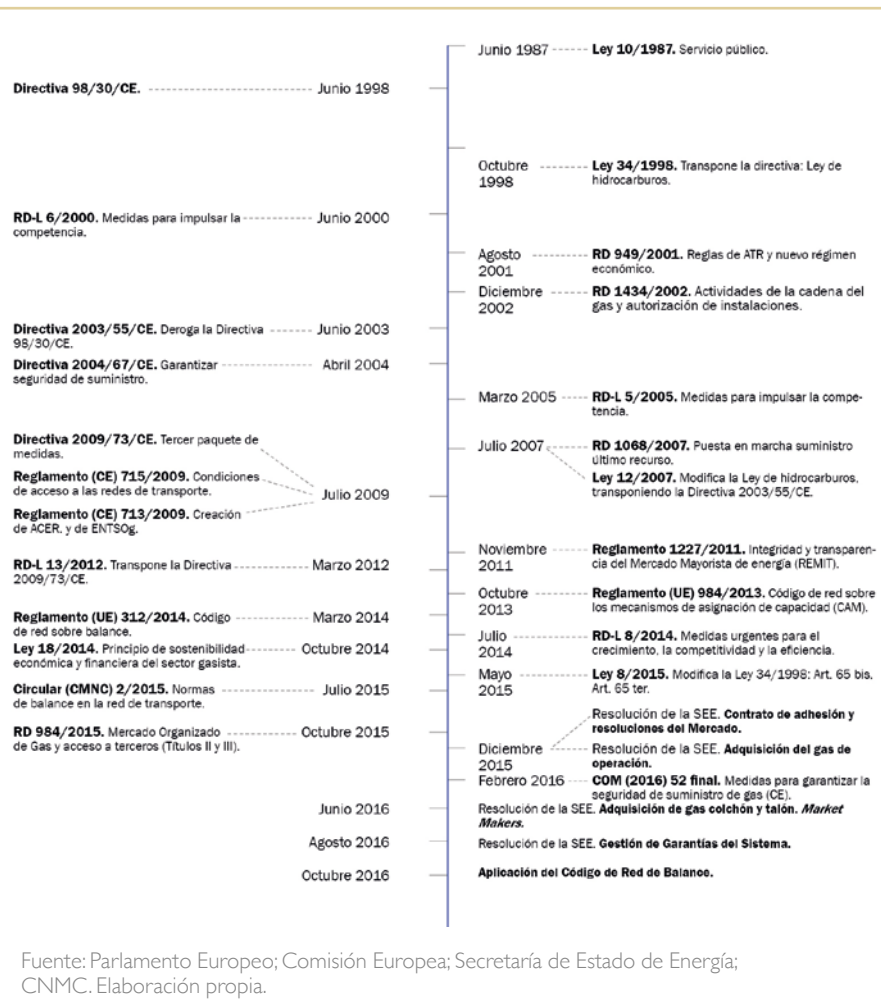 Junio 1987 Ley 10/1987. Servicio público.
Directiva 98/30/CE. Junio 1998
Octubre
1998
Ley 34/1998. Transpone la directiva: Ley de
hidrocarburos.
RD-L 6/2000. Medidas para impulsar la
competencia.
Junio 2000
Agosto
2001
RD 949/2001. Reglas de ATR y nuevo régimen
económico.
Diciembre
2002
RD 1434/2002. Actividades de la cadena del
gas y autorización de instalaciones.
Directiva 2003/55/CE. Deroga la Directiva
98/30/CE.
Junio 2003
Directiva 2004/67/CE. Garantizar
seguridad de suministro.
Abril 2004
Marzo 2005
RD-L 5/2005. Medidas para impulsar la compe-
tencia.
Directiva 2009/73/CE. Tercer paquete de
medidas.
Reglamento (CE) 715/2009. Condiciones
de acceso a las redes de transporte.
Reglamento (CE) 713/2009. Creación
de ACER. y de ENTSOg.
Julio 2009
Julio 2007
RD 1068/2007. Puesta en marcha suministro
último recurso.
Ley 12/2007. Modifica la Ley de hidrocarburos,
transponiendo la Directiva 2003/55/CE.
Noviembre
2011
Reglamento 1227/2011. Integridad y transparen-
cia del Mercado Mayorista de energía (REMIT).
RD-L 13/2012. Transpone la Directiva
2009/73/CE.
Marzo 2012
Octubre
2013
Reglamento (UE) 984/2013. Código de red sobre
los mecanismos de asignación de capacidad (CAM).
Reglamento (UE) 312/2014. Código
de red sobre balance.
Marzo 2014
Julio
2014
RD-L 8/2014. Medidas urgentes para el
crecimiento, la competitividad y la eficiencia.
Ley 18/2014. Principio de sostenibilidad
económica y financiera del sector gasista.
Octubre 2014
Mayo
2015
Ley 8/2015. Modifica la Ley 34/1998: Art. 65 bis.
Art. 65 ter.
Circular (CMNC) 2/2015. Normas
de balance en la red de transporte.
Julio 2015
RD 984/2015. Mercado Organizado
de Gas y acceso a terceros (Títulos II y III).
Octubre 2015
Diciembre
2015
Resolución de la SEE. Contrato de adhesión y
resoluciones del Mercado.
Resolución de la SEE. Adquisición del gas de
operación.
Febrero 2016
COM (2016) 52 final. Medidas para garantizar la
seguridad de suministro de gas (CE).
Junio 2016
Resolución de la SEE. Adquisición de gas colchón y talón. Market
Makers.
Agosto 2016
Resolución de la SEE. Gestión de Garantías del Sistema.
Octubre 2016
Aplicación del Código de Red de Balance.
Fuente: Parlamento Europeo; Comisión Europea; Secretaría de Estado de Energía;
CNMC. Elaboración propia.